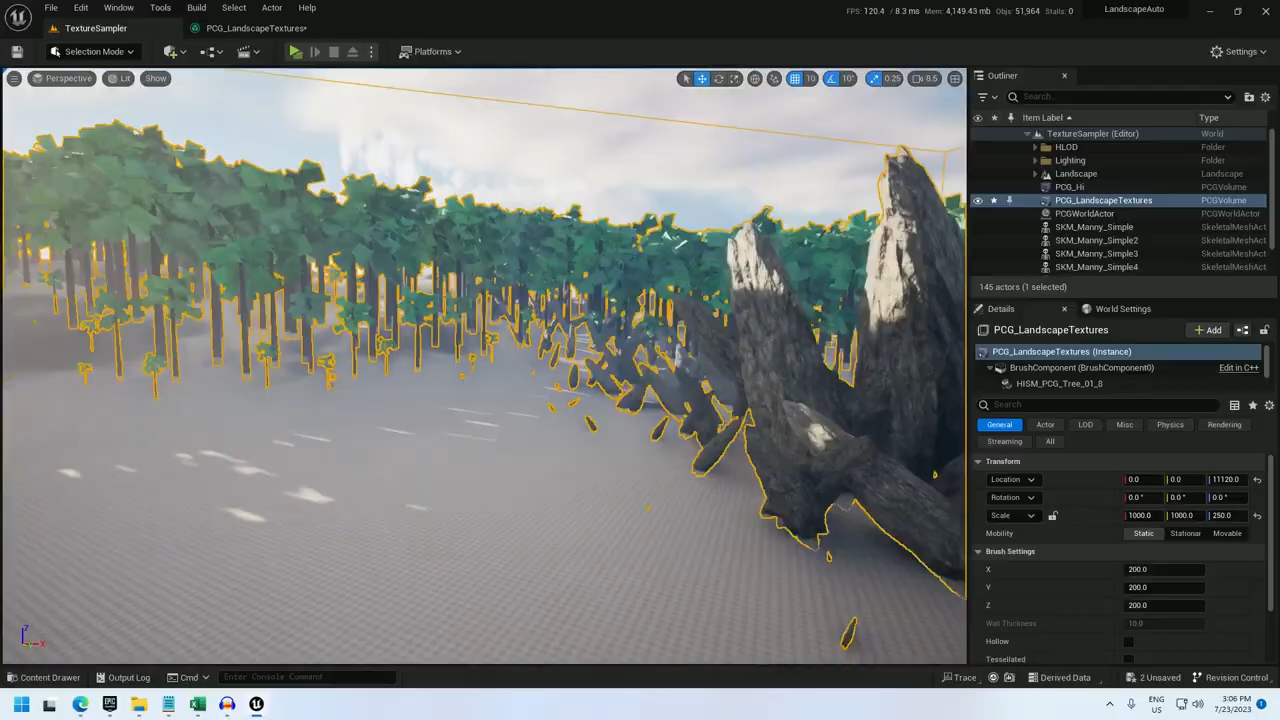 File Edit Window Tools Build Select Actor Help
FPS: 120.4 / 8.3 ms Mem: 4,149.43 mb Objs: 51,964 Stalls: 0
LandscapeAuto
TextureSampler
PCG_LandscapeTextures*
Selection Mode
Platforms
Settings
Perspective Lit Show
10 10° 0.25 8.5
Outliner
Search...
Item Label Type
TextureSampler (Editor) World
HLOD Folder
Lighting Folder
Landscape Landscape
PCG_Hi PCGVolume
PCG_LandscapeTextures PCGVolume
PCGWorldActor PCGWorldActor
SKM_Manny_Simple SkeletalMeshAct
SKM_Manny_Simple2 SkeletalMeshAct
SKM_Manny_Simple3 SkeletalMeshAct
SKM_Manny_Simple4 SkeletalMeshAct
145 actors (1 selected)
Details World Settings
PCG_LandscapeTextures Add
PCG_LandscapeTextures (Instance)
BrushComponent (BrushComponent0) Edit in C++
HISM_PCG_Tree_01_8
Search
General Actor LOD Misc Physics Rendering
Streaming All
Transform
Location 0.0 0.0 11120.0
Rotation 0.0 ° 0.0 ° 0.0 °
Scale 1000.0 1000.0 250.0
Mobility Static Stationar Movable
Brush Settings
X 200.0
Y 200.0
Z 200.0
Wall Thickness 10.0
Hollow
Tessellated
Z X
Content Drawer Output Log Cmd Enter Console Command Trace Derived Data 2 Unsaved Revision Control
ENG
US
3:06 PM
7/23/2023